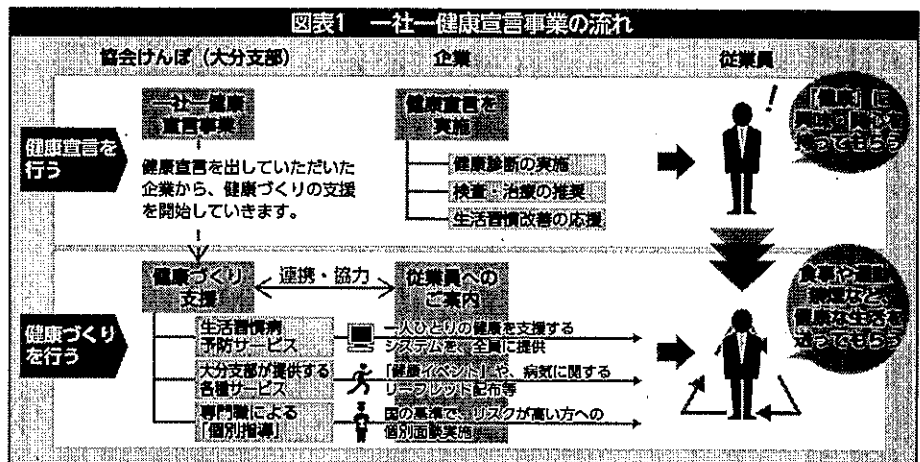 図表1 一社一健康宣言事業の流れ
協会けんぽ（大分支部）
企業
従業員
健康宣言を
行う
一社一健康
宣言事業
健康宣言を出していただいた
企業から、健康づくりの支援
を開始していきます。
健康宣言を
実施
健康診断の実施
検査・治療の推奨
生活習慣改善の応援
!
「健康」に
興味・関心を
持ってもらう
健康づくり
を行う
健康づくり
支援
連携・協力
従業員への
ご案内
生活習慣病
予防サービス
一人ひとりの健康を支援する
システムを、全員に提供
大分支部が提供する
各種サービス
「健康イベント」や、病気に関する
リーフレット配布等
専門職による
「個別指導」
国の基準で、リスクが高い方への
個別面談実施
食事や運動、
など、
健康な生活を
送ってもらう